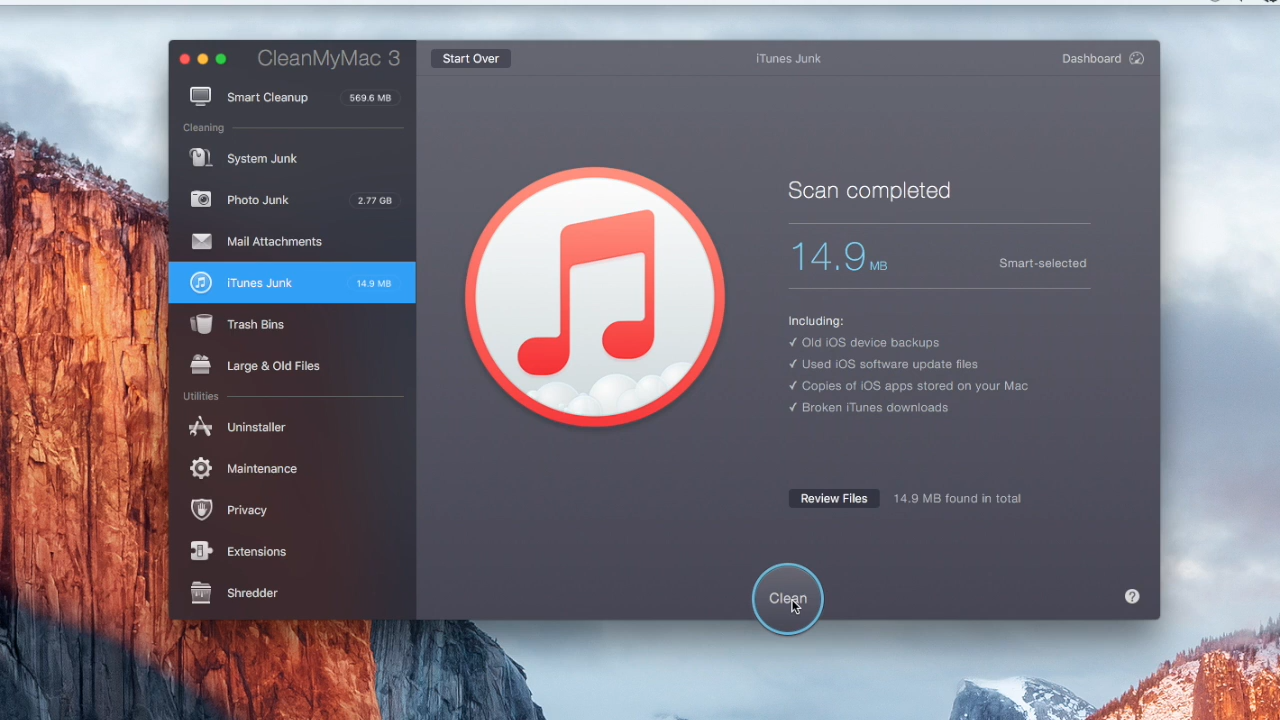 CleanMyMac 3
Smart Cleanup 569.6 MB
Cleaning
System Junk
Photo Junk 2.77 GB
Mail Attachments
iTunes Junk 14.9 MB
Trash Bins
Large & Old Files
Utilities
Uninstaller
Maintenance
Privacy
Extensions
Shredder
Start Over
iTunes Junk
Dashboard
Scan completed
14.9 MB Smart-selected
Including:
✓ Old iOS device backups
✓ Used iOS software update files
✓ Copies of iOS apps stored on your Mac
✓ Broken iTunes downloads
Review Files 14.9 MB found in total
Clean
?